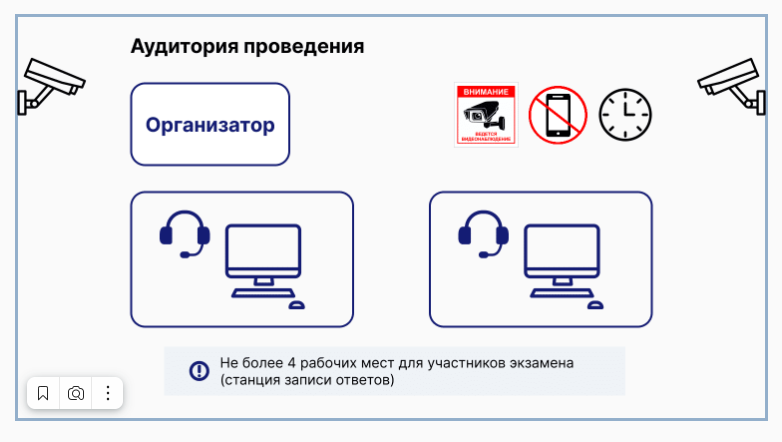 Аудитория проведения
Организатор
ВНИМАНИЕ
ВЕДЕТСЯ
ВИДЕОНАБЛЮДЕНИЕ
Не более 4 рабочих мест для участников экзамена
(станция записи ответов)